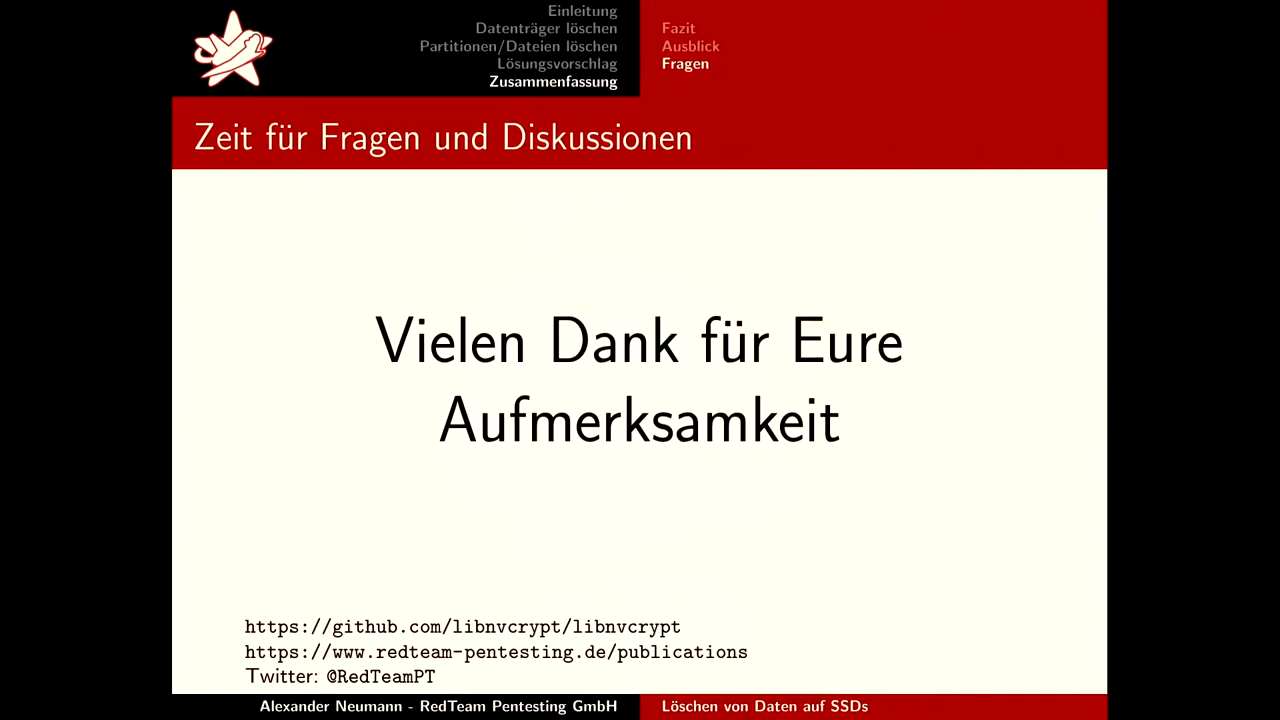 Einleitung
Datenträger löschen
Partitionen/Dateien löschen
Lösungsvorschlag
Zusammenfassung
Fazit
Ausblick
Fragen
Zeit für Fragen und Diskussionen
Vielen Dank für Eure
Aufmerksamkeit
https://github.com/libnvcrypt/libnvcrypt
https://www.redteam-pentesting.de/publications
Twitter: @RedTeamPT
Alexander Neumann - RedTeam Pentesting GmbH
Löschen von Daten auf SSDs